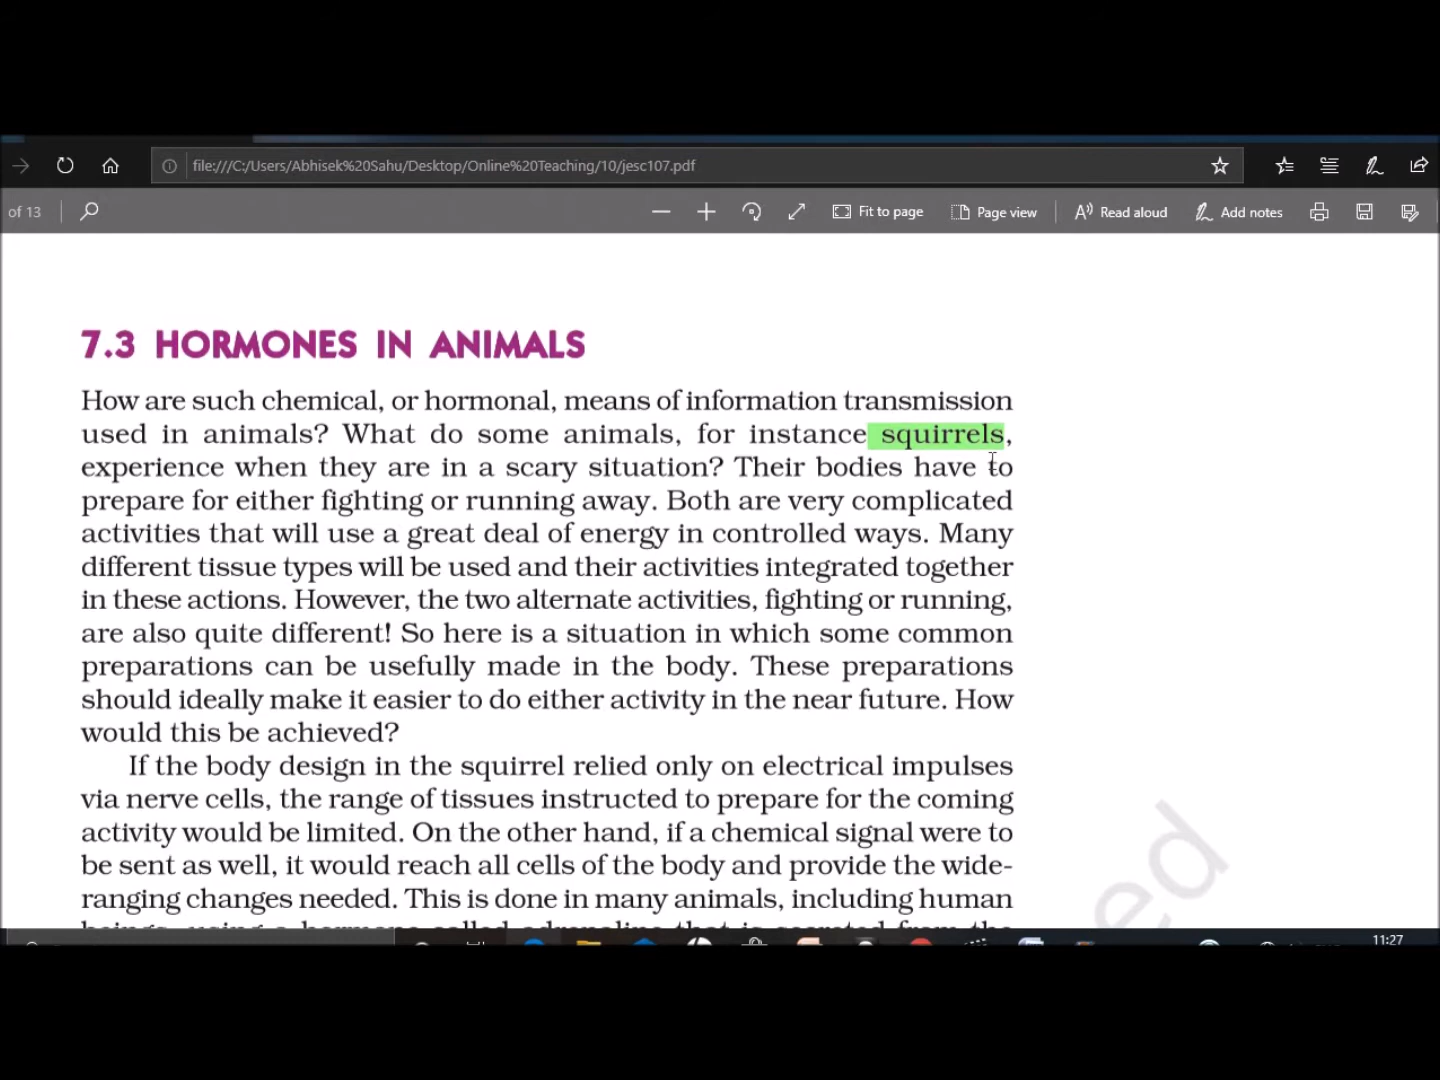 file:///C:/Users/Abhisek%20Sahu/Desktop/Online%20Teaching/10/jesc107.pdf
of 13
Fit to page
Page view
Read aloud
Add notes
7.3 HORMONES IN ANIMALS
How are such chemical, or hormonal, means of information transmission
used in animals? What do some animals, for instance squirrels,
experience when they are in a scary situation? Their bodies have to
prepare for either fighting or running away. Both are very complicated
activities that will use a great deal of energy in controlled ways. Many
different tissue types will be used and their activities integrated together
in these actions. However, the two alternate activities, fighting or running,
are also quite different! So here is a situation in which some common
preparations can be usefully made in the body. These preparations
should ideally make it easier to do either activity in the near future. How
would this be achieved?
If the body design in the squirrel relied only on electrical impulses
via nerve cells, the range of tissues instructed to prepare for the coming
activity would be limited. On the other hand, if a chemical signal were to
be sent as well, it would reach all cells of the body and provide the wide-
ranging changes needed. This is done in many animals, including human
beings, using a hormone called adrenaline that is secreted from the
ed
11:27